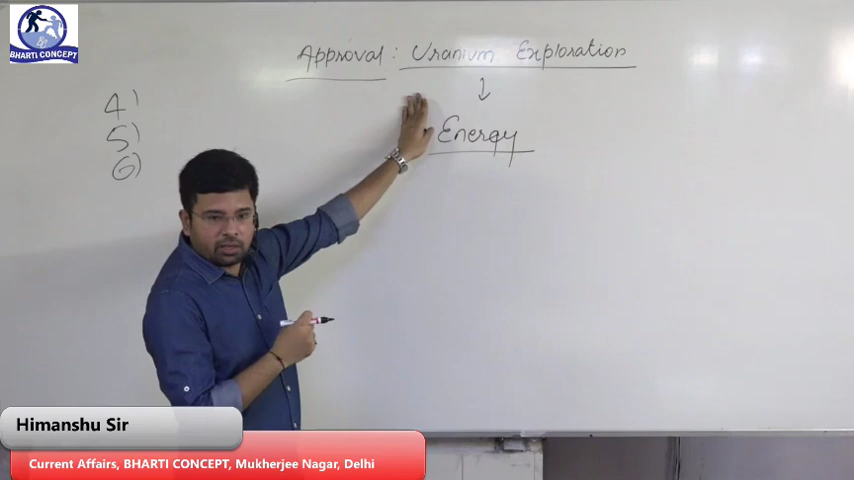 BHARTI CONCEPT
Approval : Uranium Exploration
↓
Energy
4)
5)
6)
Himanshu Sir
Current Affairs, BHARTI CONCEPT, Mukherjee Nagar, Delhi